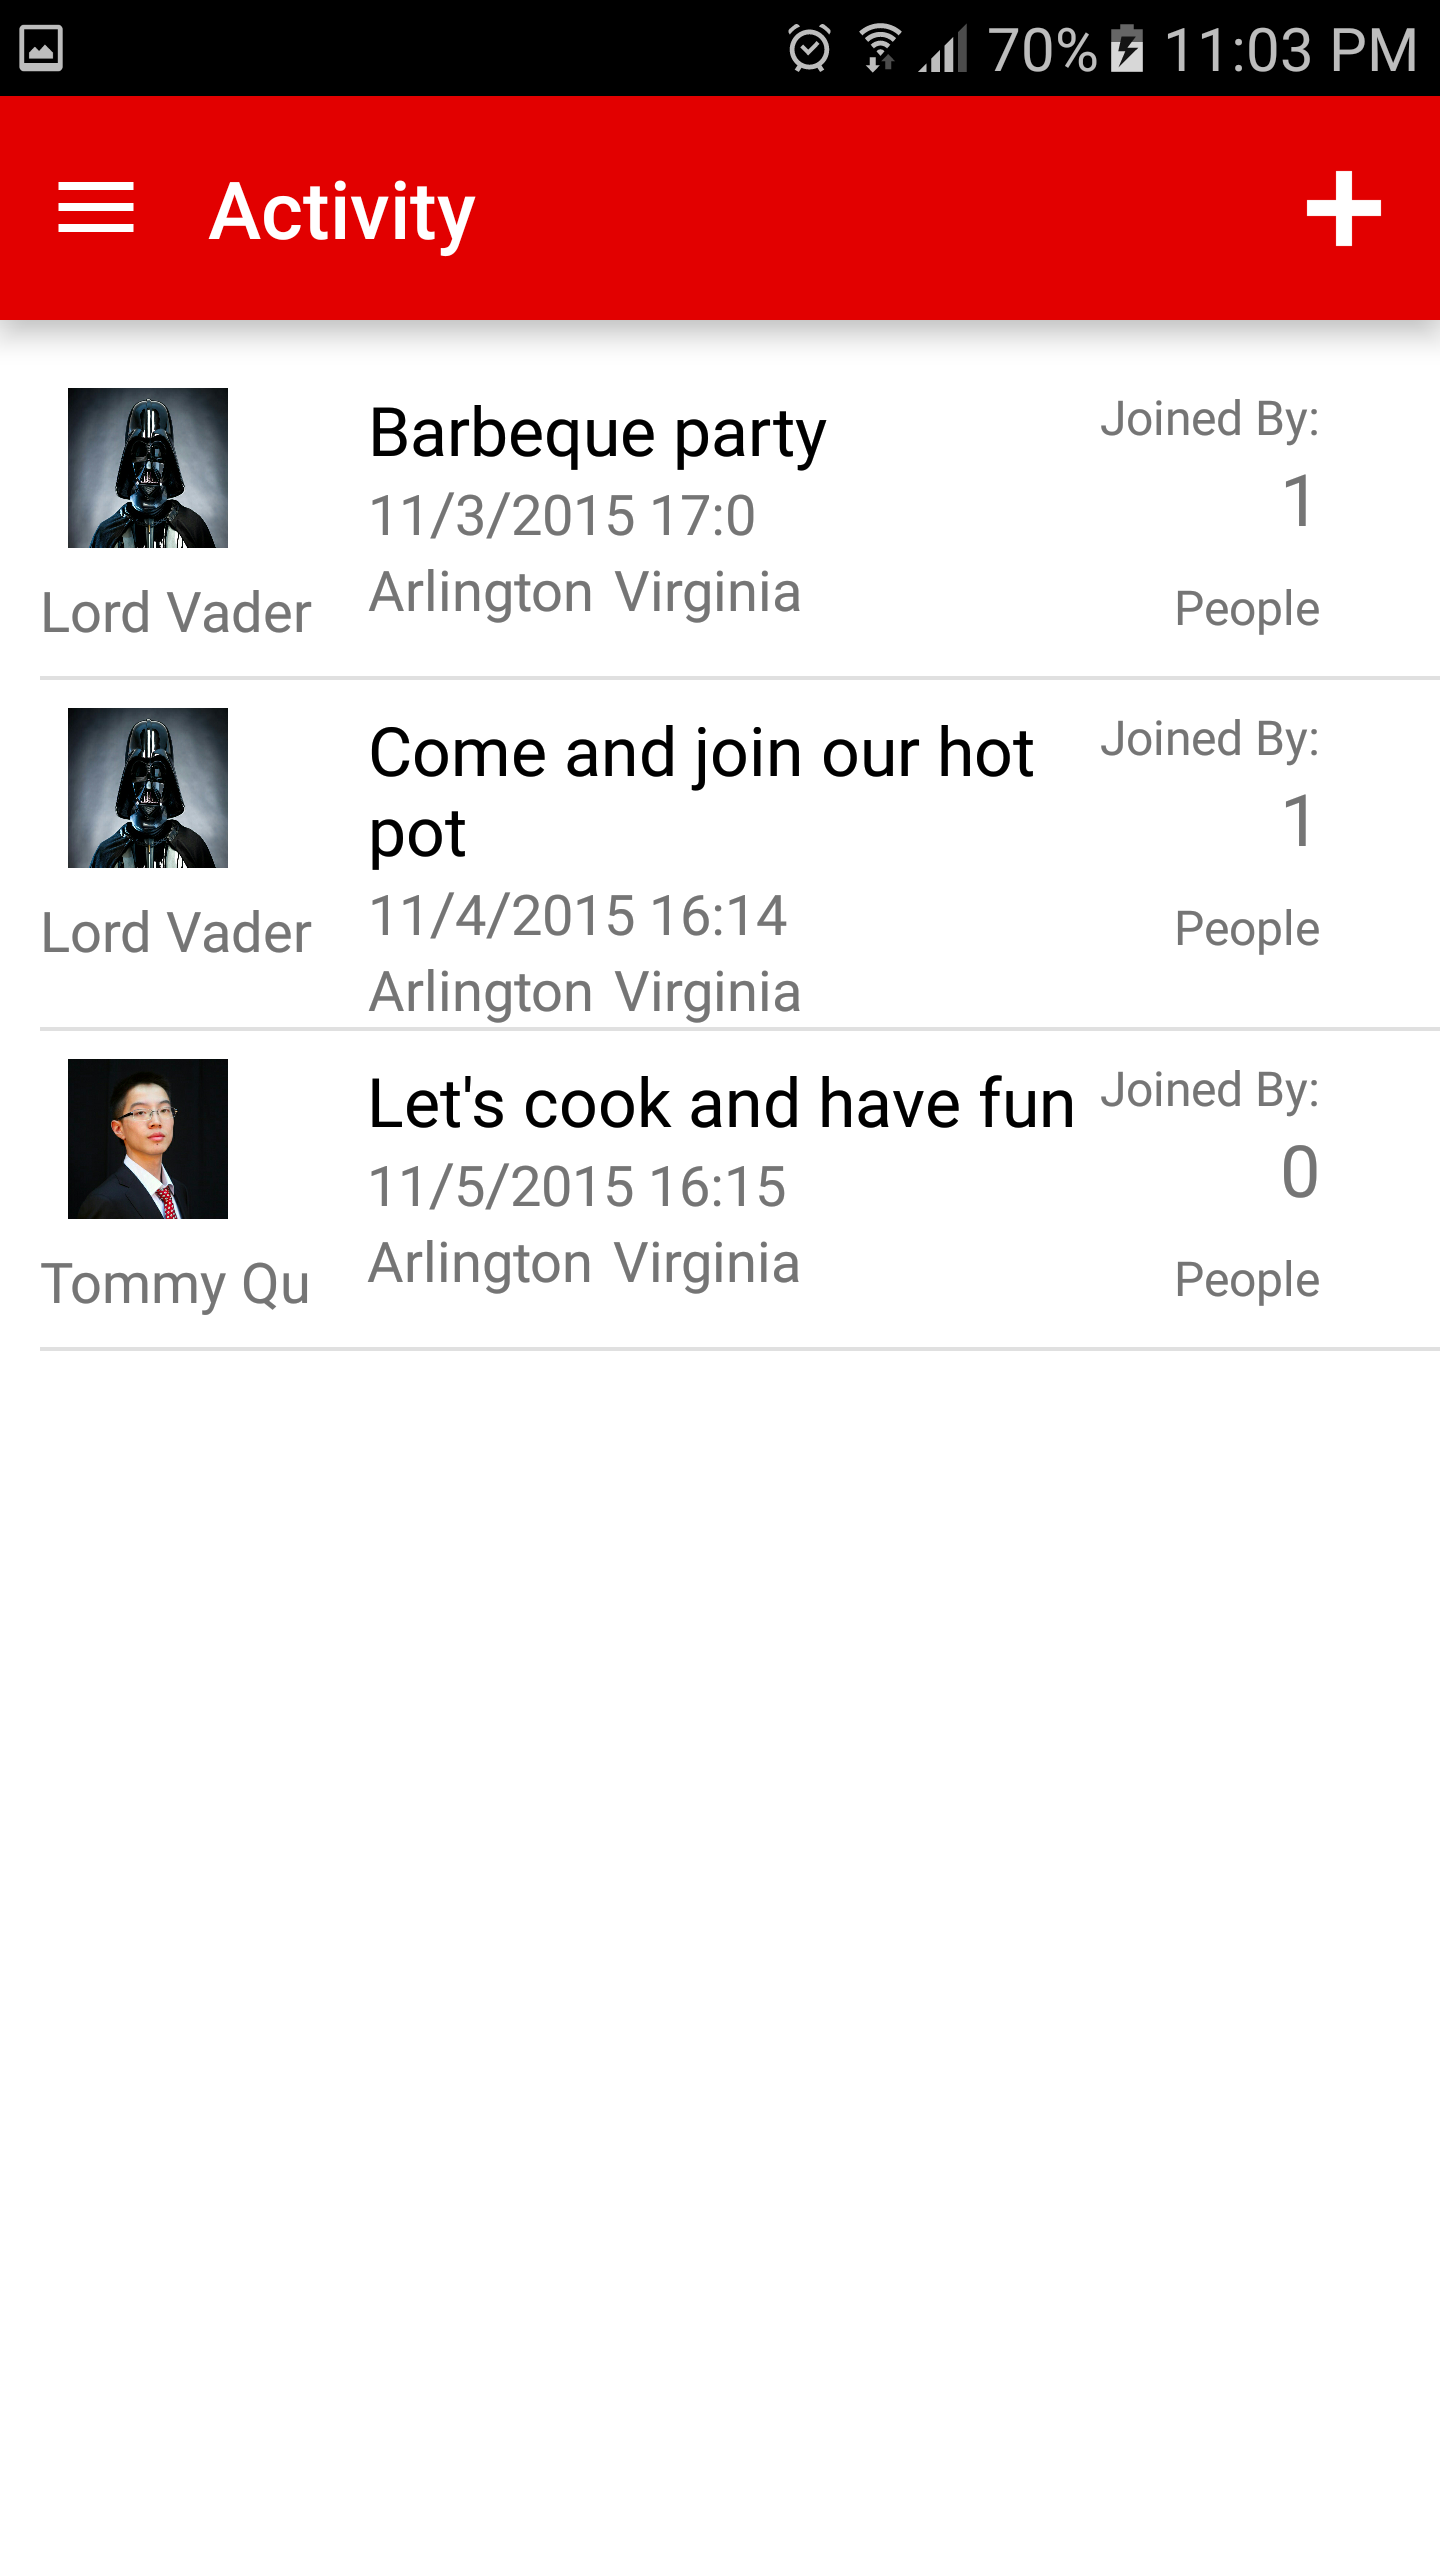 70% 11:03 PM
Activity
Barbeque party
11/3/2015 17:0
Arlington Virginia
Lord Vader
Joined By:
1
People
Come and join our hot
pot
11/4/2015 16:14
Arlington Virginia
Lord Vader
Joined By:
1
People
Let's cook and have fun
11/5/2015 16:15
Arlington Virginia
Tommy Qu
Joined By:
0
People